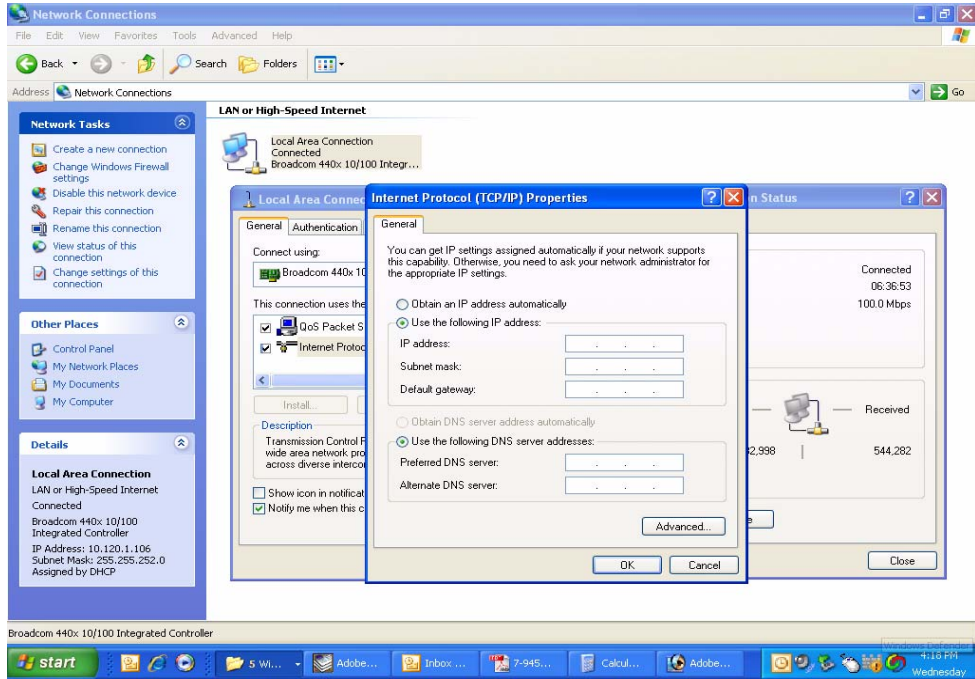 Network Connections
File Edit View Favorites Tools Advanced Help
Back Search Folders
Address Network Connections Go
Network Tasks
Create a new connection
Change Windows Firewall
settings
Disable this network device
Repair this connection
Rename this connection
View status of this
connection
Change settings of this
connection
Other Places
Control Panel
My Network Places
My Documents
My Computer
Details
Local Area Connection
LAN or High-Speed Internet
Connected
Broadcom 440x 10/100
Integrated Controller
IP Address: 10.120.1.106
Subnet Mask: 255.255.252.0
Assigned by DHCP
LAN or High-Speed Internet
Local Area Connection
Connected
Broadcom 440x 10/100 Integr...
Local Area Connec
General Authentication
Connect using:
Broadcom 440x 10
This connection uses the
QoS Packet S
Internet Protoc
Install...
Description
Transmission Control P
wide area network pro
across diverse intercon
Show icon in notificat
Notify me when this c
Internet Protocol (TCP/IP) Properties
General
You can get IP settings assigned automatically if your network supports
this capability. Otherwise, you need to ask your network administrator for
the appropriate IP settings.
Obtain an IP address automatically
Use the following IP address:
IP address:
Subnet mask:
Default gateway:
Obtain DNS server address automatically
Use the following DNS server addresses:
Preferred DNS server:
Alternate DNS server:
Advanced...
OK Cancel
n Status
Connected
06:36:53
100.0 Mbps
Received
2,998 544,282
Close
Broadcom 440x 10/100 Integrated Controller
Windows Defender
start 5 Wi... Adobe... Inbox ... 7-945... Calcul... Adobe... 4:18 PM
Wednesday